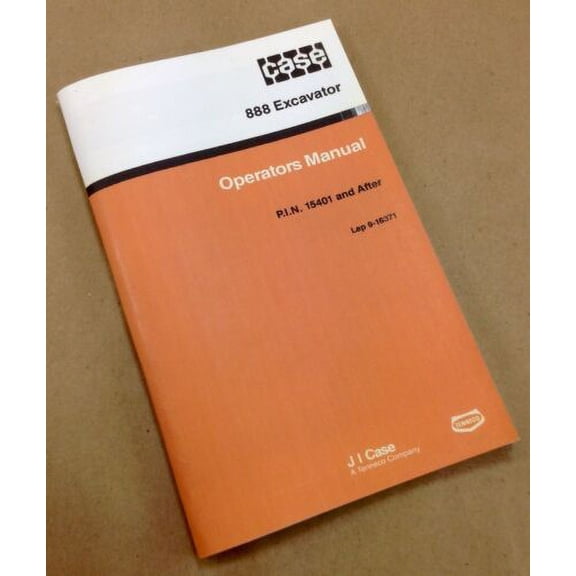 case
888 Excavator
Operators Manual
P.I.N. 15401 and After
Lep 9-16371
TENNECO
J I Case
A Tenneco Company